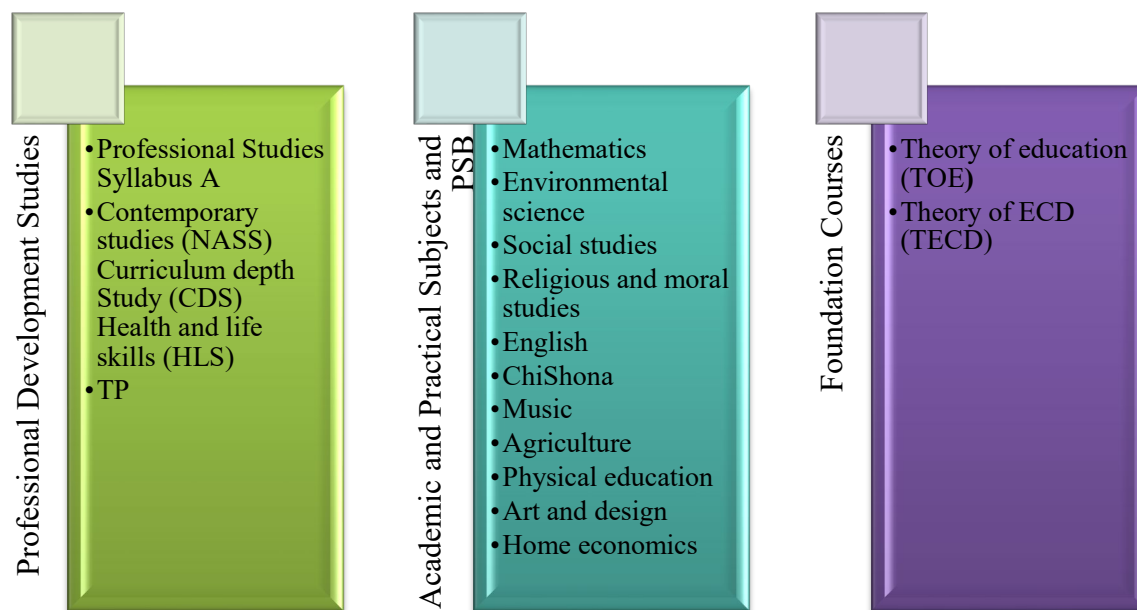 Professional Development Studies
•Professional Studies
Syllabus A
•Contemporary
studies (NASS)
Curriculum depth
Study (CDS)
Health and life
skills (HLS)
•TP
Academic and Practical Subjects and
PSB
•Mathematics
•Environmental
science
•Social studies
•Religious and moral
studies
•English
•ChiShona
•Music
•Agriculture
•Physical education
•Art and design
•Home economics
Foundation Courses
•Theory of education
(TOE)
•Theory of ECD
(TECD)